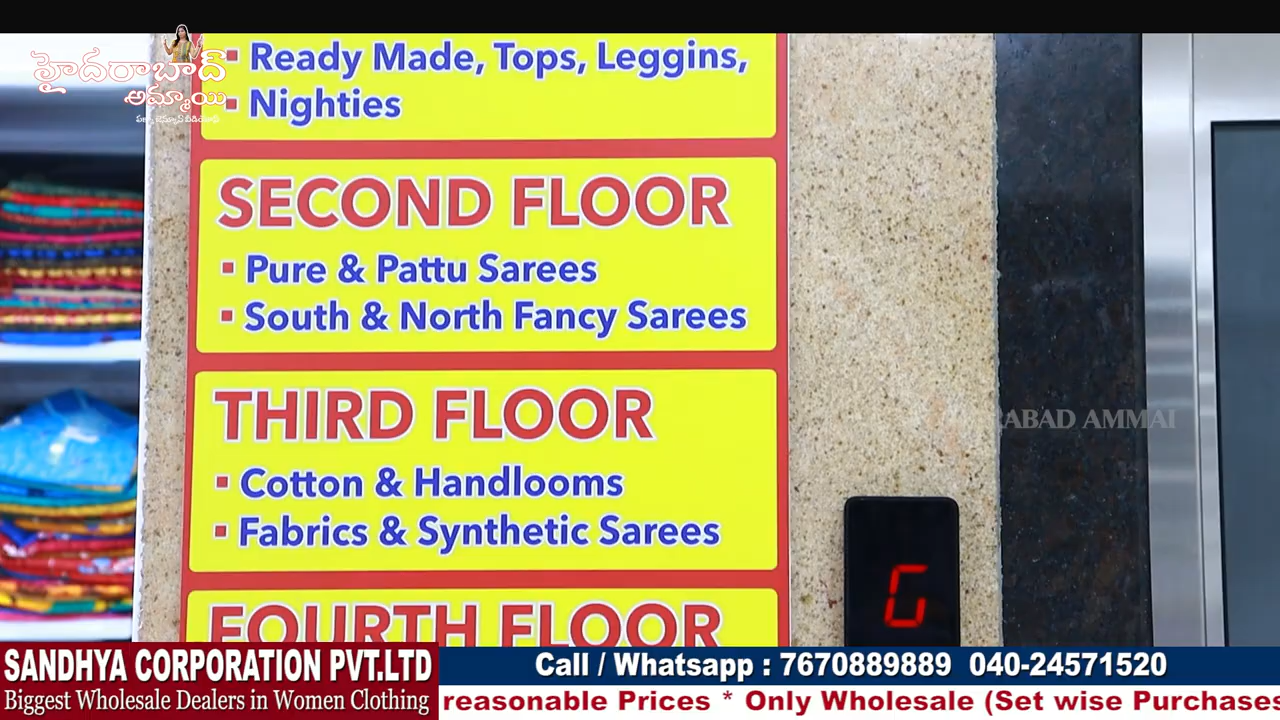 హైదరాబాద్
అమ్మాయి
Ready Made, Tops, Leggins,
Nighties
SECOND FLOOR
Pure & Pattu Sarees
South & North Fancy Sarees
THIRD FLOOR
Cotton & Handlooms
Fabrics & Synthetic Sarees
FOURTH FLOOR
RABAD AMMAI
G
SANDHYA CORPORATION PVT.LTD
Biggest Wholesale Dealers in Women Clothing
Call / Whatsapp : 7670889889 040-24571520
reasonable Prices * Only Wholesale (Set wise Purchases